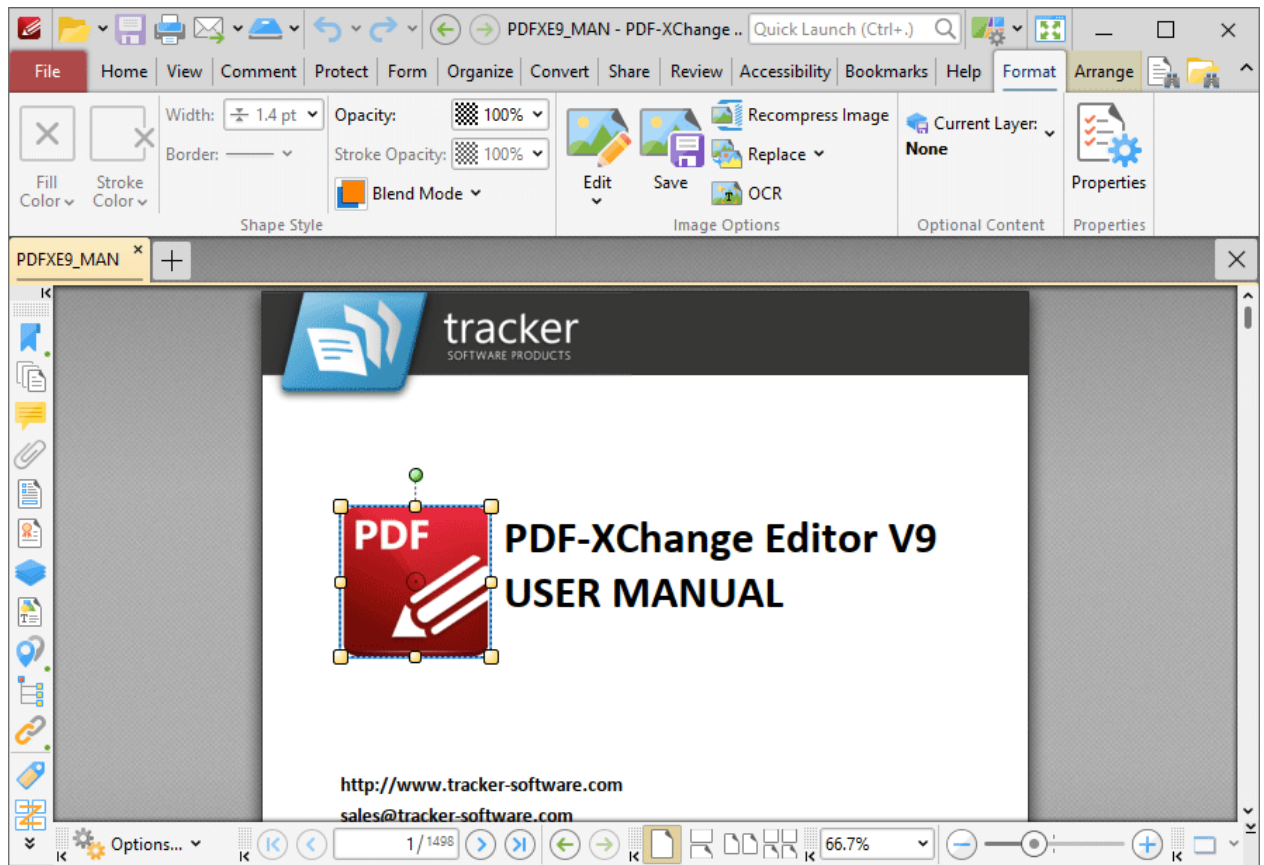 PDFXE9_MAN - PDF-XChange .. Quick Launch (Ctrl+.)
File Home View Comment Protect Form Organize Convert Share Review Accessibility Bookmarks Help Format Arrange
Width: 1.4 pt Opacity: 100% Recompress Image Current Layer:
Border: Stroke Opacity: 100% Replace None
Fill Color Stroke Color Blend Mode Edit Save OCR Properties
Shape Style Image Options Optional Content Properties
PDFXE9_MAN
tracker
SOFTWARE PRODUCTS
PDF
PDF-XChange Editor V9
USER MANUAL
http://www.tracker-software.com
sales@tracker-software.com
Options... 1/1498 66.7%